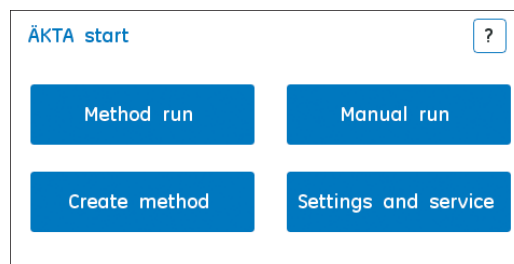 ÄKTA start
?
Method run
Manual run
Create method
Settings and service